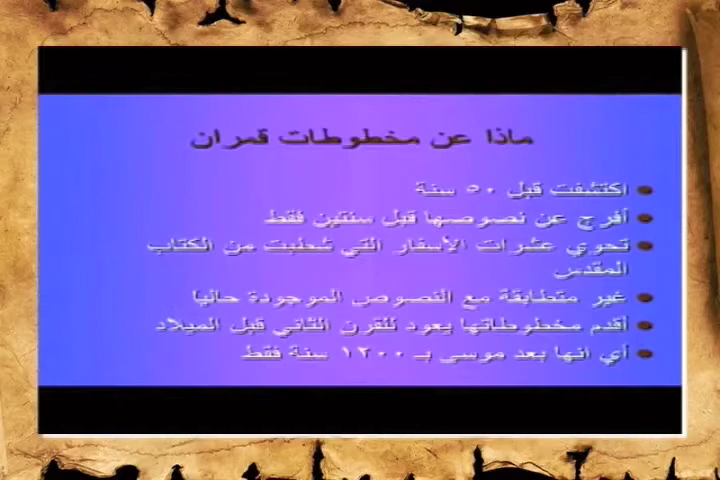 ماذا عن مخطوطات قمران
اكتشفت قبل ٥٠ سنة
أفرج عن نصوصها قبل سنتين فقط
تحوي عشرات الأسفار التي شطبت من الكتاب
المقدس
غير متطابقة مع النصوص الموجودة حاليا
أقدم مخطوطاتها يعود للقرن الثاني قبل الميلاد
أي انها بعد موسى بـ ١٢٠٠ سنة فقط